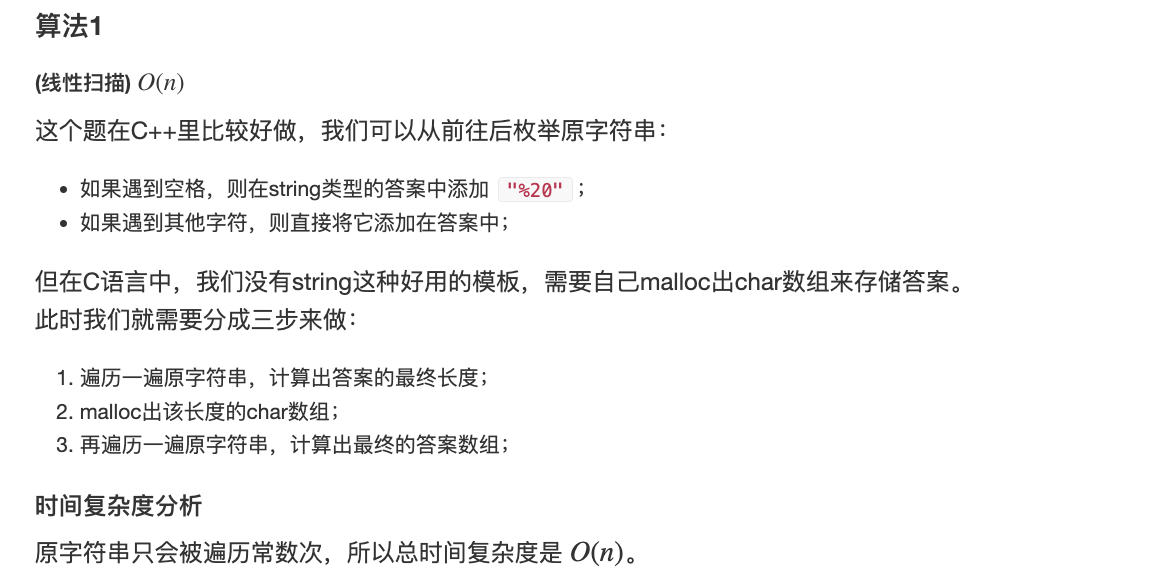 算法1
(线性扫描) O(n)
这个题在C++里比较好做，我们可以从前往后枚举原字符串：
• 如果遇到空格，则在string类型的答案中添加 "%20" ；
• 如果遇到其他字符，则直接将它添加在答案中；
但在C语言中，我们没有string这种好用的模板，需要自己malloc出char数组来存储答案。
此时我们就需要分成三步来做：
1. 遍历一遍原字符串，计算出答案的最终长度；
2. malloc出该长度的char数组；
3. 再遍历一遍原字符串，计算出最终的答案数组；
时间复杂度分析
原字符串只会被遍历常数次，所以总时间复杂度是 O(n)。